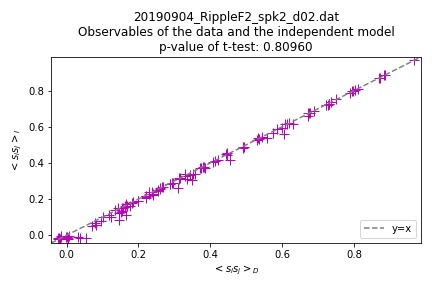 20190904_RippleF2_spk2_d02.dat
Observables of the data and the independent model
p-value of t-test: 0.80960
0.8
0.6
0.4
0.2
0.0
< s_i s_j >_I
y=x
0.0 0.2 0.4 0.6 0.8
< s_i s_j >_D